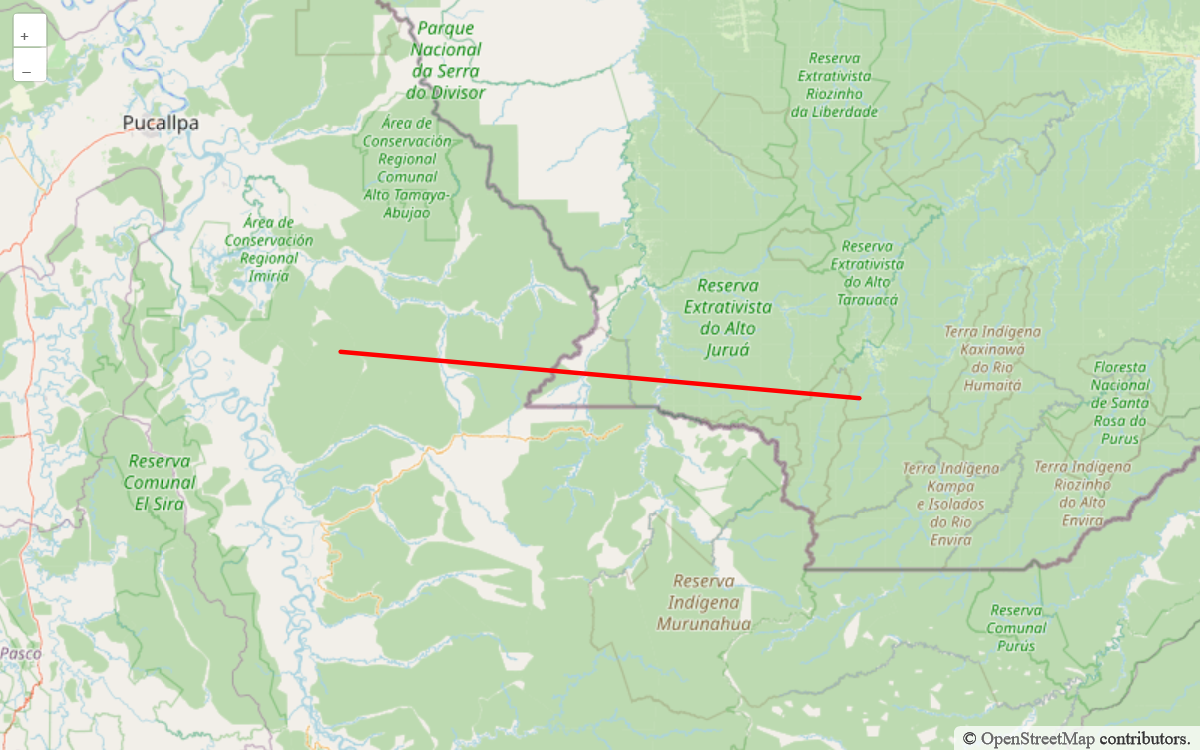 +
–
Parque
Nacional
da Serra
do Divisor
Reserva
Extrativista
Riozinho
da Liberdade
Pucallpa
Área de
Conservación
Regional
Comunal
Alto Tamaya-
Abujao
Área de
Conservación
Regional
Imiría
Reserva
Extrativista
do Alto
Tarauacá
Reserva
Extrativista
do Alto
Juruá
Terra Indígena
Kaxinawá
do Rio
Humaitá
Floresta
Nacional
de Santa
Rosa do
Purus
Reserva
Comunal
El Sira
Terra Indígena
Kampa
e Isolados
do Rio
Envira
Terra Indígena
Riozinho
do Alto
Envira
Reserva
Indígena
Murunahua
Reserva
Comunal
Purús
Pasco
© OpenStreetMap contributors.